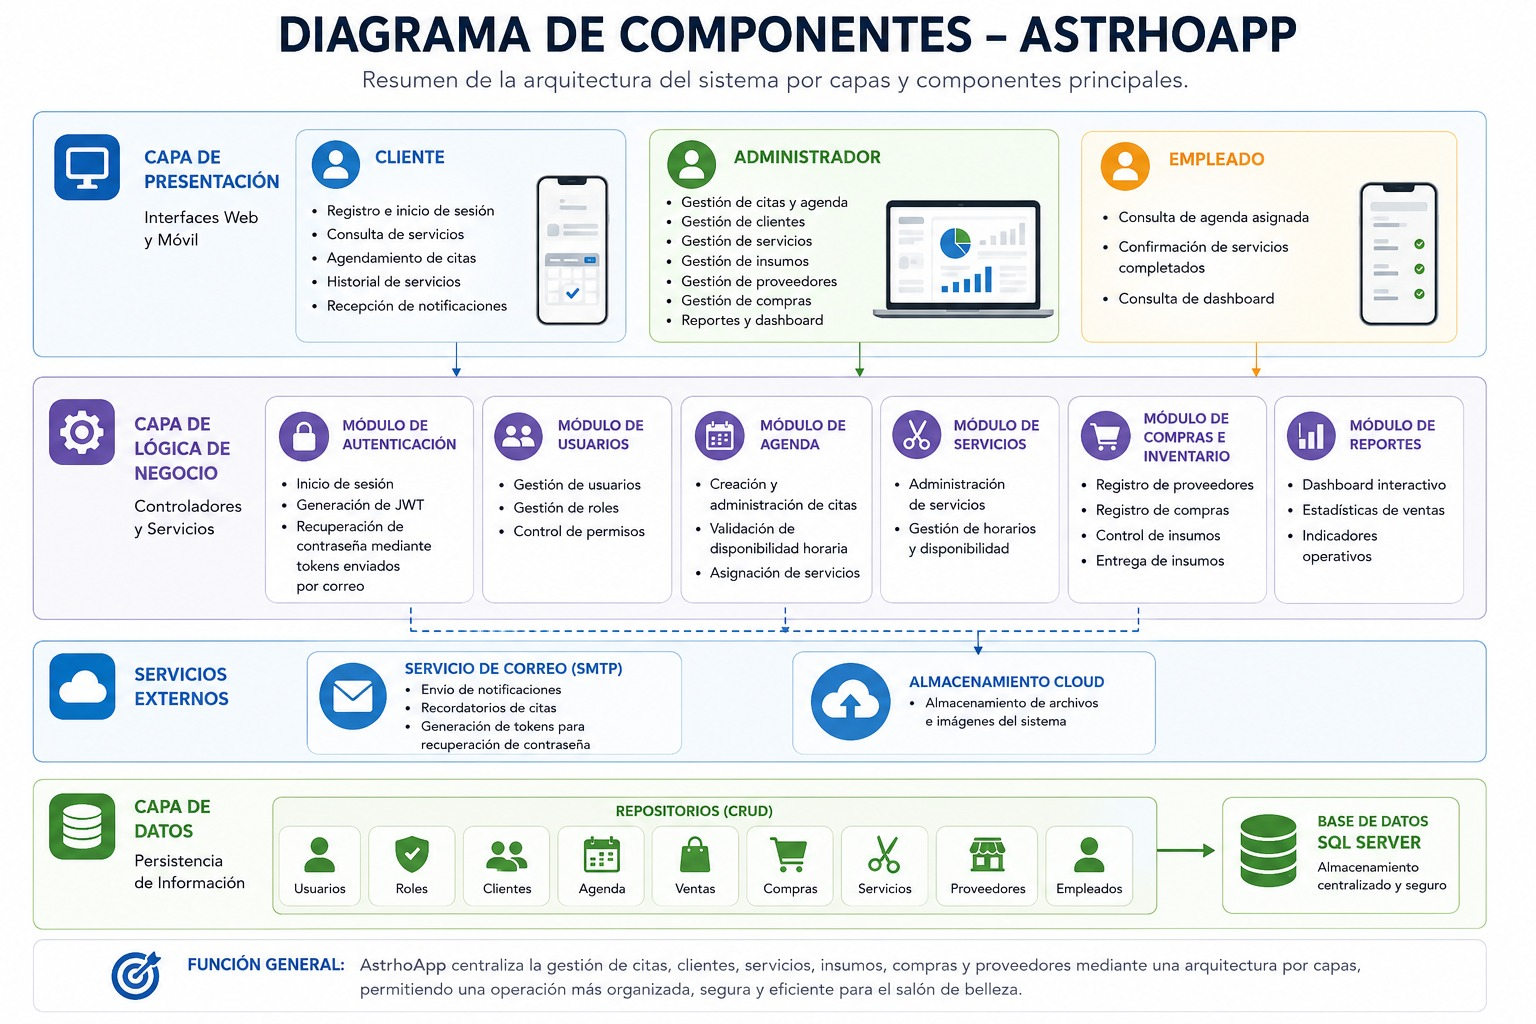 DIAGRAMA DE COMPONENTES – ASTRHOAPP
Resumen de la arquitectura del sistema por capas y componentes principales.
CAPA DE
PRESENTACIÓN
Interfaces Web
y Móvil
CLIENTE
• Registro e inicio de sesión
• Consulta de servicios
• Agendamiento de citas
• Historial de servicios
• Recepción de notificaciones
ADMINISTRADOR
• Gestión de citas y agenda
• Gestión de clientes
• Gestión de servicios
• Gestión de insumos
• Gestión de proveedores
• Gestión de compras
• Reportes y dashboard
EMPLEADO
• Consulta de agenda asignada
• Confirmación de servicios
completados
• Consulta de dashboard
CAPA DE
LÓGICA DE
NEGOCIO
Controladores
y Servicios
MÓDULO DE
AUTENTICACIÓN
• Inicio de sesión
• Generación de JWT
• Recuperación de
contraseña mediante
tokens enviados
por correo
MÓDULO DE
USUARIOS
• Gestión de usuarios
• Gestión de roles
• Control de permisos
MÓDULO DE
AGENDA
• Creación y
administración de citas
• Validación de
disponibilidad horaria
• Asignación de servicios
MÓDULO DE
SERVICIOS
• Administración
de servicios
• Gestión de horarios
y disponibilidad
MÓDULO DE
COMPRAS E
INVENTARIO
• Registro de proveedores
• Registro de compras
• Control de insumos
• Entrega de insumos
MÓDULO DE
REPORTES
• Dashboard interactivo
• Estadísticas de ventas
• Indicadores
operativos
SERVICIOS
EXTERNOS
SERVICIO DE CORREO (SMTP)
• Envio de notificaciones
• Recordatorios de citas
• Generación de tokens para
recuperación de contraseña
ALMACENAMIENTO CLOUD
• Almacenamiento de archivos
e imágenes del sistema
CAPA DE
DATOS
Persistencia
de Información
REPOSITORIOS (CRUD)
Usuarios
Roles
Clientes
Agenda
Ventas
Compras
Servicios
Proveedores
Empleados
BASE DE DATOS
SQL SERVER
Almacenamiento
centralizado y seguro
FUNCIÓN GENERAL: AstrhoApp centraliza la gestión de citas, clientes, servicios, insumos, compras y proveedores mediante una arquitectura por capas,
permitiendo una operación más organizada, segura y eficiente para el salón de belleza.